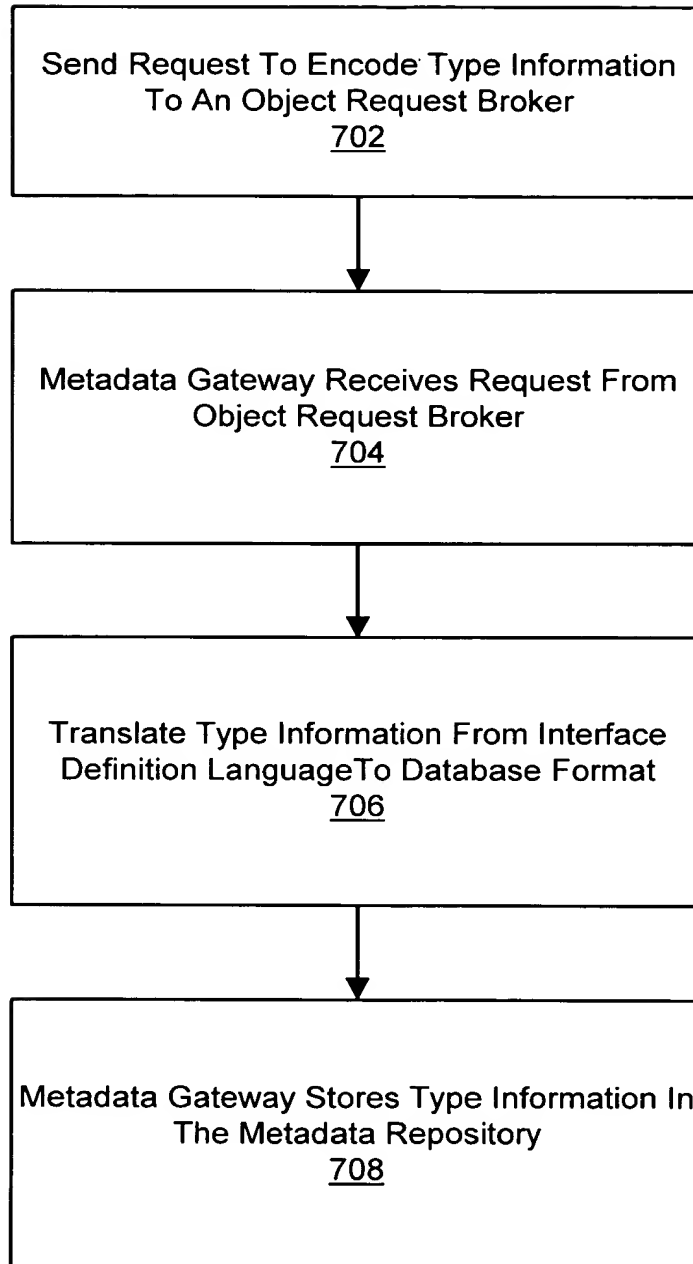 Send Request To Encode Type Information
To An Object Request Broker
702
Metadata Gateway Receives Request From
Object Request Broker
704
Translate Type Information From Interface
Definition LanguageTo Database Format
706
Metadata Gateway Stores Type Information In
The Metadata Repository
708